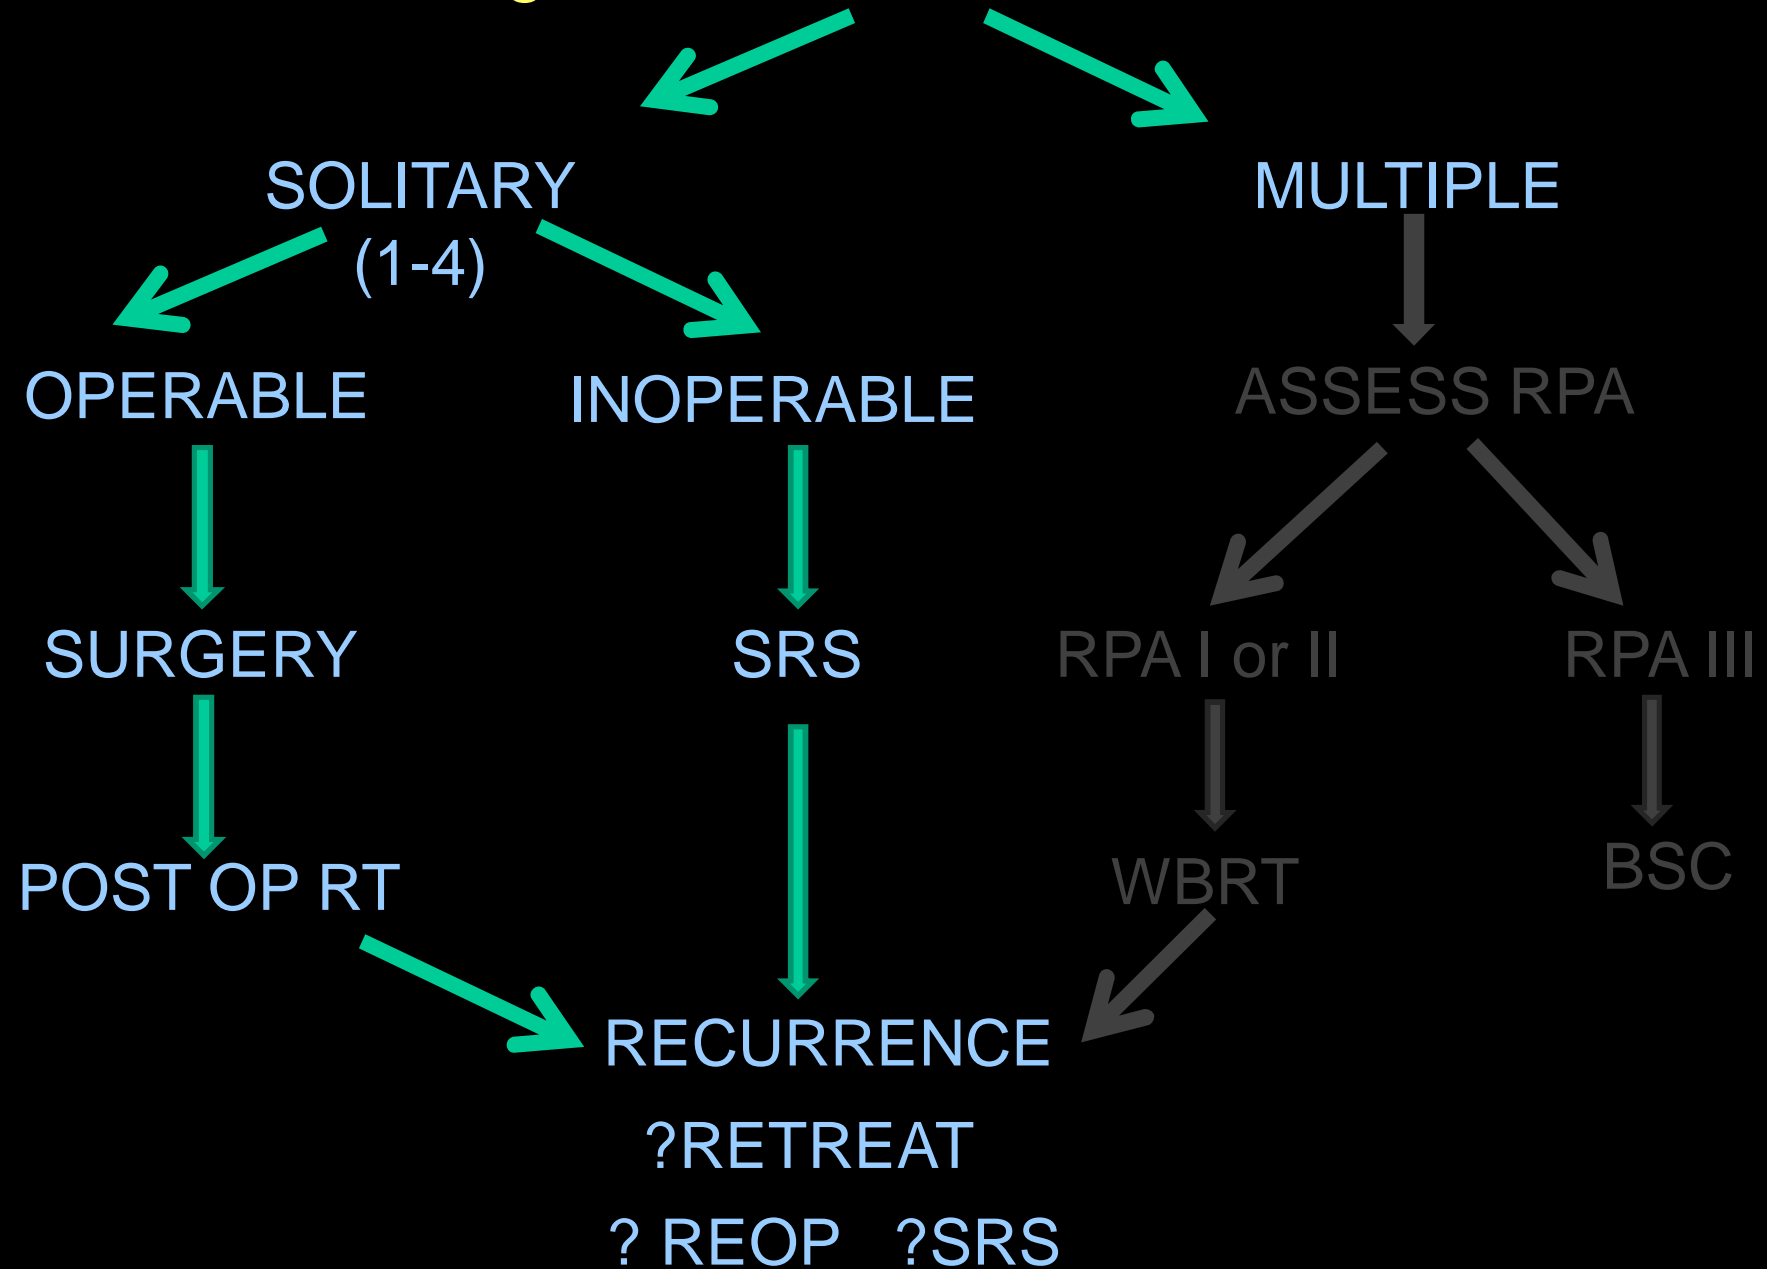 SOLITARY
(1-4)
MULTIPLE
OPERABLE
INOPERABLE
ASSESS RPA
SURGERY
SRS
RPA I or II
RPA III
POST OP RT
WBRT
BSC
RECURRENCE
?RETREAT
? REOP ?SRS